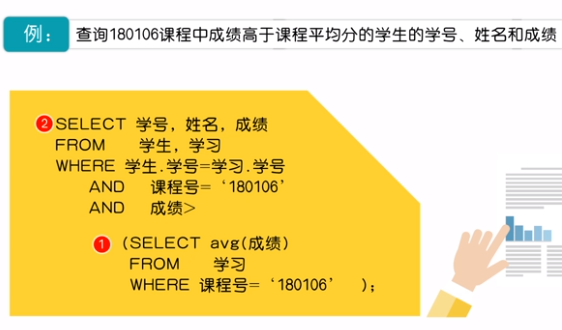 例： 查询180106课程中成绩高于课程平均分的学生的学号、姓名和成绩
2 SELECT 学号，姓名，成绩
FROM 学生，学习
WHERE 学生.学号=学习.学号
AND 课程号=‘180106’
AND 成绩>
1 (SELECT avg(成绩)
FROM 学习
WHERE 课程号=‘180106’ );